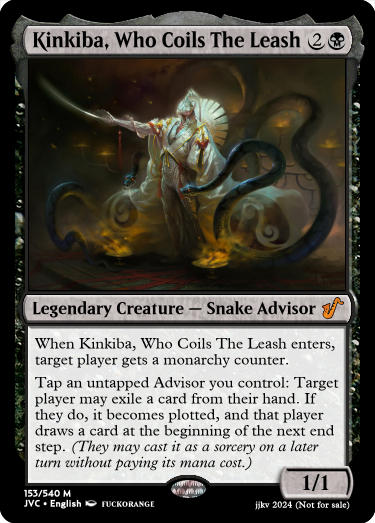 Kinkiba, Who Coils The Leash 2
Legendary Creature — Snake Advisor
When Kinkiba, Who Coils The Leash enters,
target player gets a monarchy counter.
Tap an untapped Advisor you control: Target
player may exile a card from their hand. If
they do, it becomes plotted, and that player
draws a card at the beginning of the next end
step. (They may cast it as a sorcery on a later
turn without paying its mana cost.)
1/1
153/540 M
JVC • English FUCKORANGE
jjkv 2024 (Not for sale)